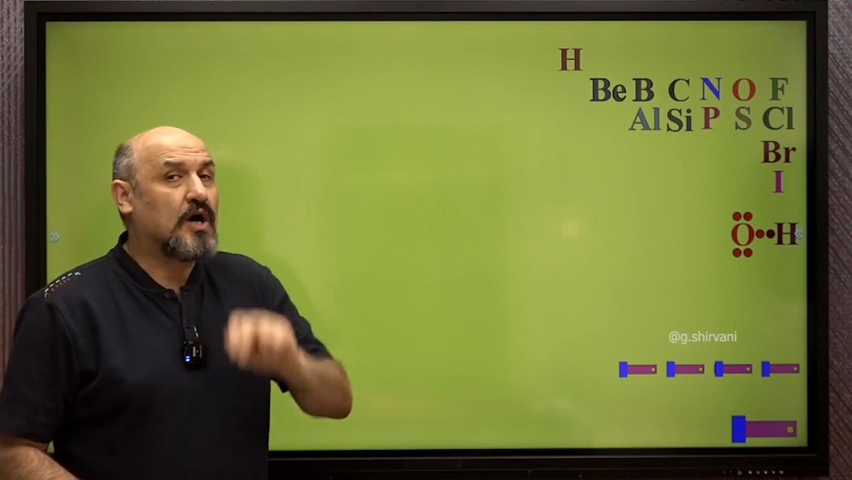 H
Be B C N O F
Al Si P S Cl
Br
I
O H
@g.shirvani